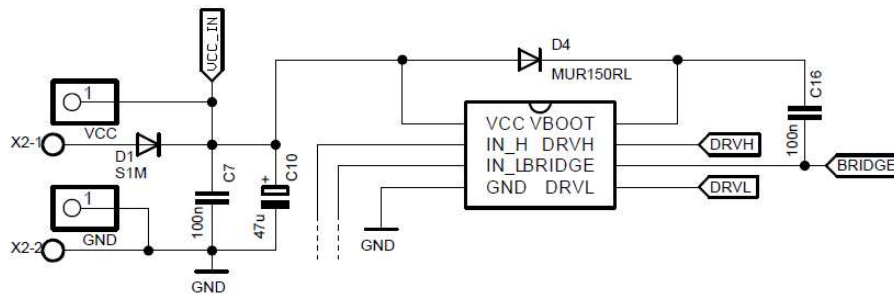 VCC_IN
1
VCC
X2-1
D1
S1M
C7
100n
C10
+
47u
1
GND
X2-2
GND
D4
MUR150RL
C16
100n
VCC VBOOT
IN_H DRVH
IN_LBRIDGE
GND DRVL
DRVH
BRIDGE
DRVL
GND